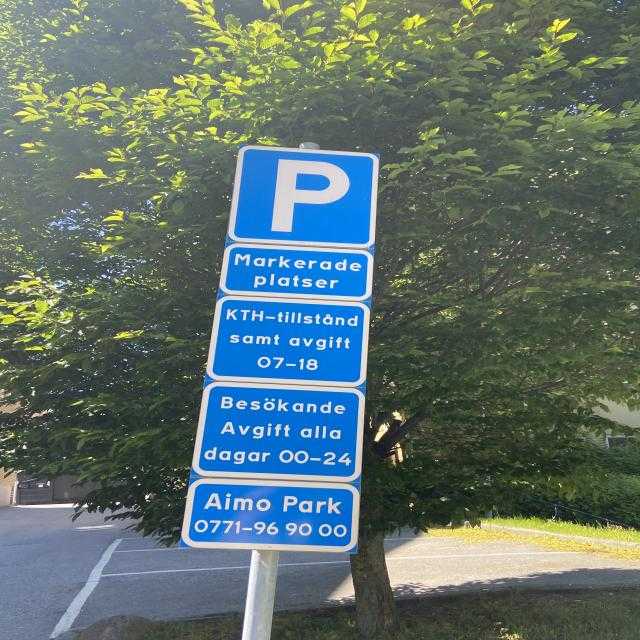 P
Markerade
platser
KTH-tillstånd
samt avgift
07-18
Besökande
Avgift alla
dagar 00-24
Aimo Park
0771-96 90 00